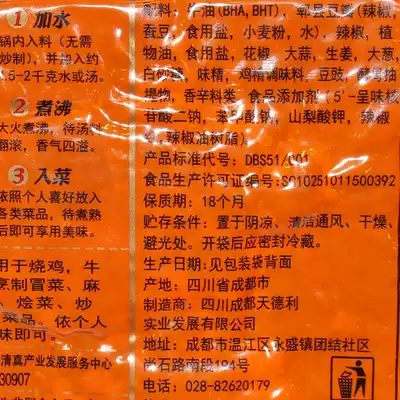 1 加水
锅内入料（无需
炒制），并加入约
.5-2千克水或汤。
2 煮沸
大火煮沸，待汤料
翻滚，香气四溢。
3 入菜
依照个人喜好放入
各类菜品，待煮熟
后即可享用美味。
用于烧鸡，牛
烹制冒菜、麻
、烩菜、炒
菜品。依个人
味即可。
清真产业发展服务中心
30907
配料：牛油(BHA,BHT)，郫县豆瓣(辣椒，
蚕豆，食用盐，小麦粉，水)，辣椒，植
物油，食用盐，花椒，大蒜，生姜，大葱，
白砂糖，味精，鸡精调味料，豆豉，酵母抽
提物，香辛料类，食品添加剂(5'-呈味核
苷酸二钠，苯甲酸钠，山梨酸钾，辣椒
红,辣椒油树脂)。
产品标准代号：DBS51/001
食品生产许可证编号：SC10251011500392
保质期：18个月
贮存条件：置于阴凉、清洁通风、干燥、
避光处。开袋后应密封冷藏。
生产日期:见包装袋背面
产地：四川省成都市
制造商：四川成都天德利
实业发展有限公司
地址：成都市温江区永盛镇团结社区
尚石路南段194号
电话：028-82620179